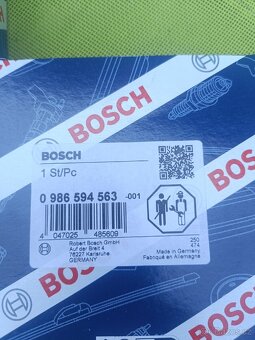 BOSCH
BOSCH
BOSCH
1 St/Pc
0 986 594 563 -001
4 047025 485609
Robert Bosch GmbH
Auf der Breit 4
76227 Karlsruhe
GERMANY
250
474
Made in Germany
Fabriqué en Allemagne
BOSCH